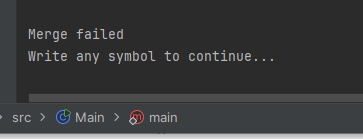 Merge failed
Write any symbol to continue...
src > Main > main